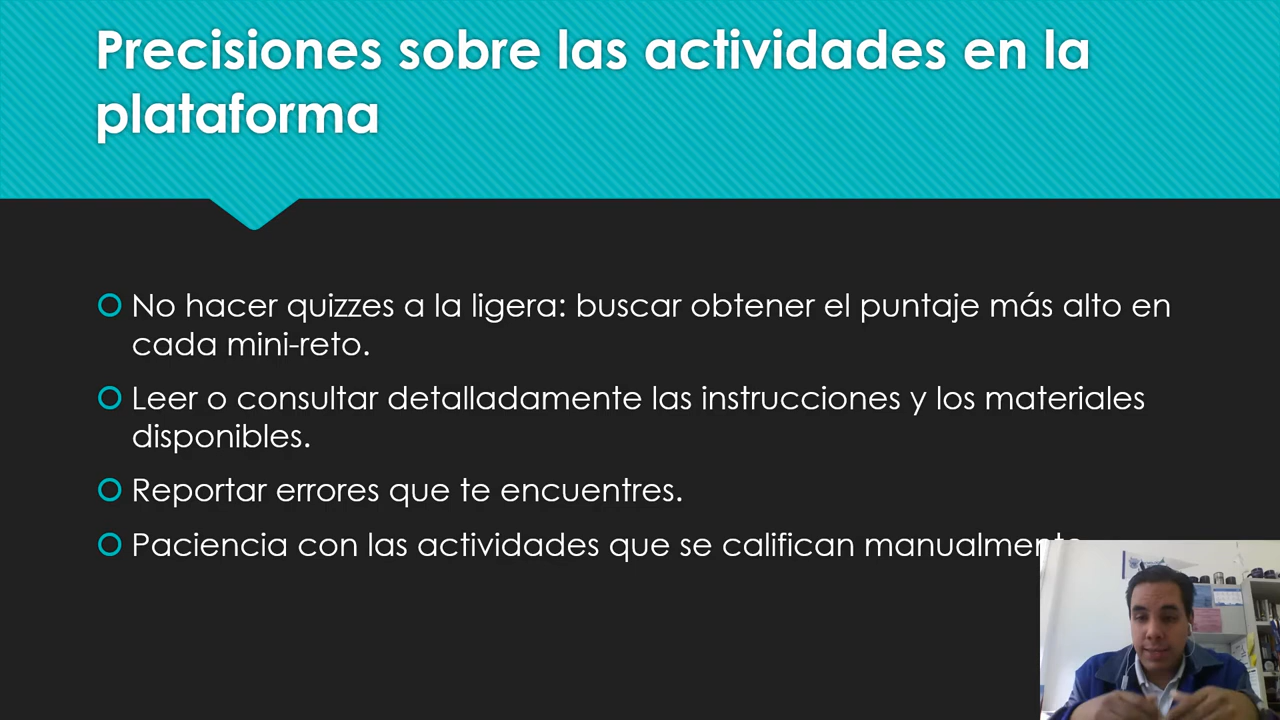 Precisiones sobre las actividades en la
plataforma
No hacer quizzes a la ligera: buscar obtener el puntaje más alto en
cada mini-reto.
Leer o consultar detalladamente las instrucciones y los materiales
disponibles.
Reportar errores que te encuentres.
Paciencia con las actividades que se califican manualmente